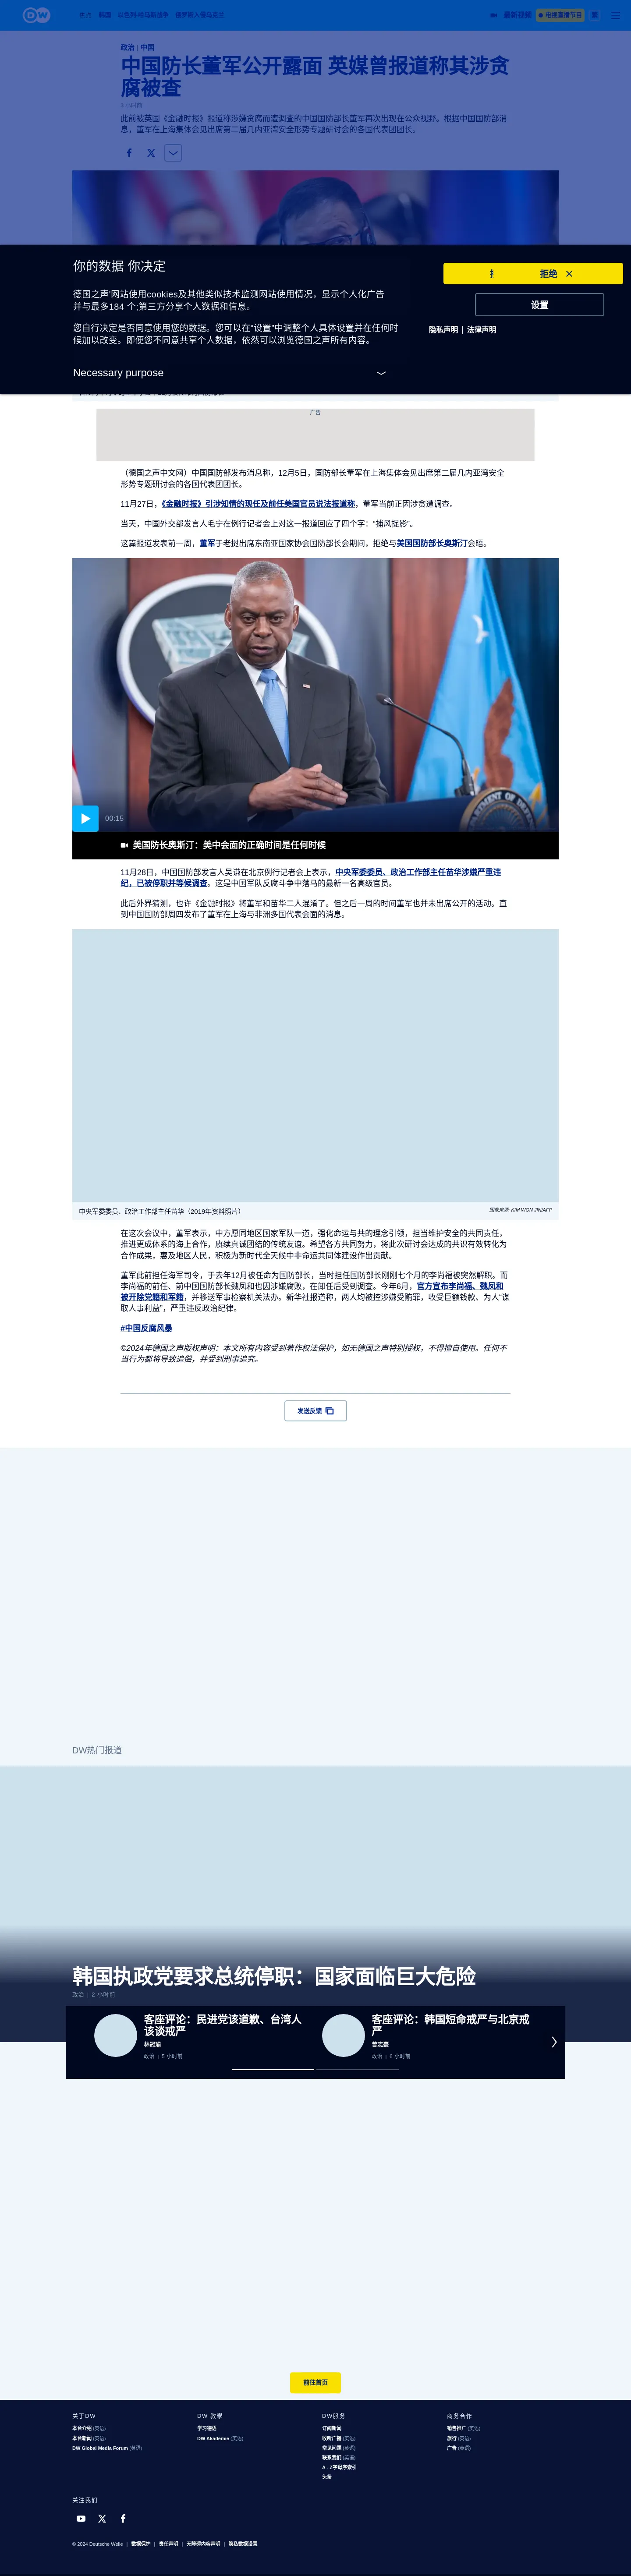 DW
焦点 韩国 以色列-哈马斯战争 俄罗斯入侵乌克兰
最新视频 电视直播节目 繁
政治 | 中国
中国防长董军公开露面 英媒曾报道称其涉贪
腐被查
3 小时前
此前被英国《金融时报》报道称涉嫌贪腐而遭调查的中国国防部长董军再次出现在公众视野。根据中国国防部消
息，董军在上海集体会见出席第二届几内亚湾安全形势专题研讨会的各国代表团团长。
你的数据 你决定
德国之声'网站使用cookies及其他类似技术监测网站使用情况，显示个人化广告
并与最多184 个;第三方分享个人数据和信息。
您自行决定是否同意使用您的数据。您可以在“设置”中调整个人具体设置并在任何时
候加以改变。即便您不同意共享个人数据，依然可以浏览德国之声所有内容。
Necessary purpose
拒绝
设置
隐私声明 | 法律声明
广告
（德国之声中文网）中国国防部发布消息称，12月5日，国防部长董军在上海集体会见出席第二届几内亚湾安全
形势专题研讨会的各国代表团团长。
11月27日，《金融时报》引涉知情的现任及前任美国官员说法报道称，董军当前正因涉贪遭调查。
当天，中国外交部发言人毛宁在例行记者会上对这一报道回应了四个字：“捕风捉影”。
这篇报道发表前一周，董军于老挝出席东南亚国家协会国防部长会期间，拒绝与美国国防部长奥斯汀会晤。
00:15
美国防长奥斯汀：美中会面的正确时间是任何时候
11月28日，中国国防部发言人吴谦在北京例行记者会上表示，中央军委委员、政治工作部主任苗华涉嫌严重违
纪，已被停职并等候调查。这是中国军队反腐斗争中落马的最新一名高级官员。
此后外界猜测，也许《金融时报》将董军和苗华二人混淆了。但之后一周的时间董军也并未出席公开的活动。直
到中国国防部周四发布了董军在上海与非洲多国代表会面的消息。
中央军委委员、政治工作部主任苗华（2019年资料照片）
图像来源: KIM WON JIN/AFP
在这次会议中，董军表示，中方愿同地区国家军队一道，强化命运与共的理念引领，担当维护安全的共同责任，
推进更成体系的海上合作，赓续真诚团结的传统友谊。希望各方共同努力，将此次研讨会达成的共识有效转化为
合作成果，惠及地区人民，积极为新时代全天候中非命运共同体建设作出贡献。
董军此前担任海军司令，于去年12月被任命为国防部长，当时担任国防部长刚刚七个月的李尚福被突然解职。而
李尚福的前任、前中国国防部长魏凤和也因涉嫌腐败，在卸任后受到调查。今年6月，官方宣布李尚福、魏凤和
被开除党籍和军籍，并移送军事检察机关法办。新华社报道称，两人均被控涉嫌受贿罪，收受巨额钱款、为人“谋
取人事利益”，严重违反政治纪律。
#中国反腐风暴
©2024年德国之声版权声明：本文所有内容受到著作权法保护，如无德国之声特别授权，不得擅自使用。任何不
当行为都将导致追偿，并受到刑事追究。
发送反馈
DW热门报道
韩国执政党要求总统停职：国家面临巨大危险
政治 | 2 小时前
客座评论：民进党该道歉、台湾人
该谈戒严
林冠瑜
政治 | 5 小时前
客座评论：韩国短命戒严与北京戒
严
曾志豪
政治 | 6 小时前
前往首页
关于DW
本台介绍 (英语)
本台新闻 (英语)
DW Global Media Forum (英语)
DW 教学
学习德语
DW Akademie (英语)
DW服务
订阅新闻
收听广播 (英语)
常见问题 (英语)
联系我们 (英语)
A - Z字母序索引
头条
商务合作
销售推广 (英语)
旅行 (英语)
广告 (英语)
关注我们
© 2024 Deutsche Welle | 数据保护 | 责任声明 | 无障碍内容声明 | 隐私数据设置